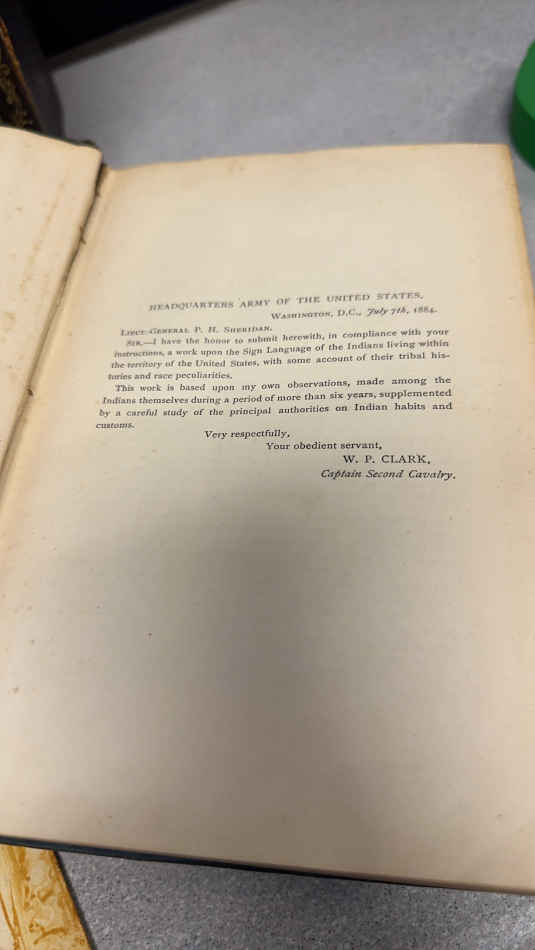 HEADQUARTERS ARMY OF THE UNITED STATES,
WASHINGTON, D.C., July 7th, 1884.
LIEUT.-GENERAL P. H. SHERIDAN.
SIR,—I have the honor to submit herewith, in compliance with your
instructions, a work upon the Sign Language of the Indians living within
the territory of the United States, with some account of their tribal his-
tories and race peculiarities.
This work is based upon my own observations, made among the
Indians themselves during a period of more than six years, supplemented
by a careful study of the principal authorities on Indian habits and
customs.
Very respectfully,
Your obedient servant,
W. P. CLARK,
Captain Second Cavalry.